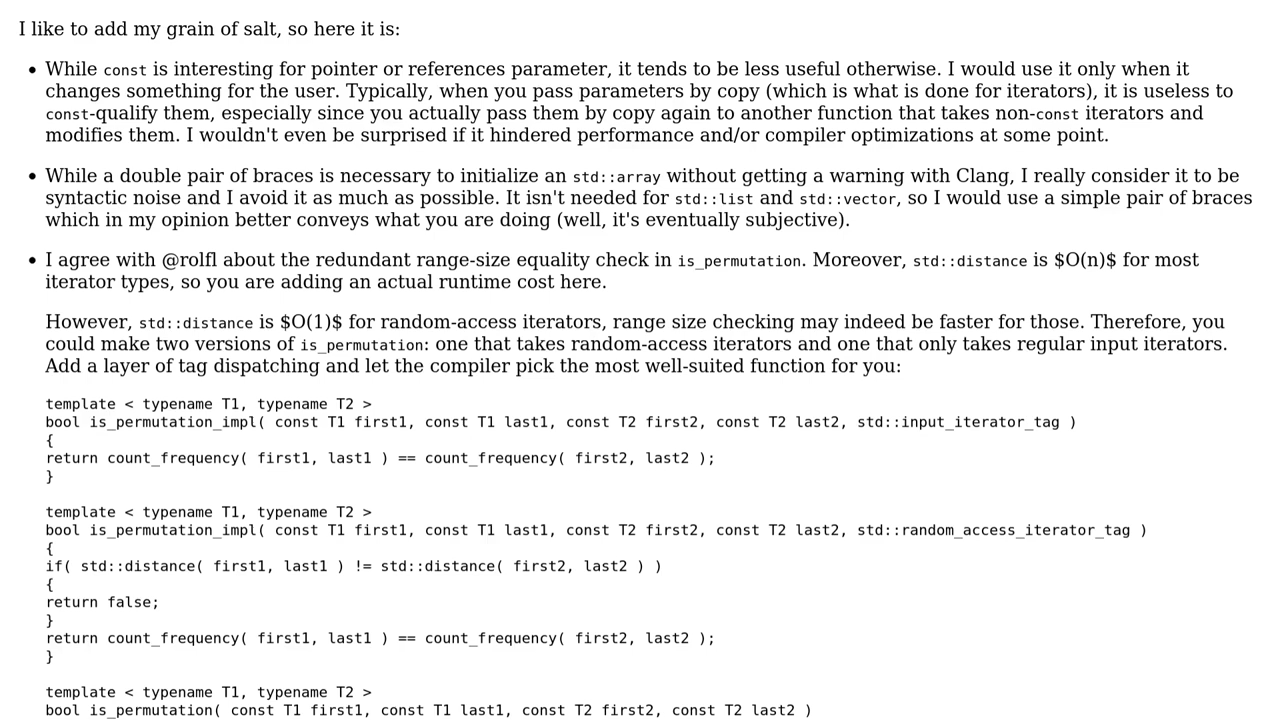 I like to add my grain of salt, so here it is:
• While const is interesting for pointer or references parameter, it tends to be less useful otherwise. I would use it only when it
changes something for the user. Typically, when you pass parameters by copy (which is what is done for iterators), it is useless to
const-qualify them, especially since you actually pass them by copy again to another function that takes non-const iterators and
modifies them. I wouldn't even be surprised if it hindered performance and/or compiler optimizations at some point.
• While a double pair of braces is necessary to initialize an std::array without getting a warning with Clang, I really consider it to be
syntactic noise and I avoid it as much as possible. It isn't needed for std::list and std::vector, so I would use a simple pair of braces
which in my opinion better conveys what you are doing (well, it's eventually subjective).
• I agree with @rolfl about the redundant range-size equality check in is_permutation. Moreover, std::distance is $O(n)$ for most
iterator types, so you are adding an actual runtime cost here.
However, std::distance is $O(1)$ for random-access iterators, range size checking may indeed be faster for those. Therefore, you
could make two versions of is_permutation: one that takes random-access iterators and one that only takes regular input iterators.
Add a layer of tag dispatching and let the compiler pick the most well-suited function for you:
template < typename T1, typename T2 >
bool is_permutation_impl( const T1 first1, const T1 last1, const T2 first2, const T2 last2, std::input_iterator_tag )
{
return count_frequency( first1, last1 ) == count_frequency( first2, last2 );
}
template < typename T1, typename T2 >
bool is_permutation_impl( const T1 first1, const T1 last1, const T2 first2, const T2 last2, std::random_access_iterator_tag )
{
if( std::distance( first1, last1 ) != std::distance( first2, last2 ) )
{
return false;
}
return count_frequency( first1, last1 ) == count_frequency( first2, last2 );
}
template < typename T1, typename T2 >
bool is_permutation( const T1 first1, const T1 last1, const T2 first2, const T2 last2 )